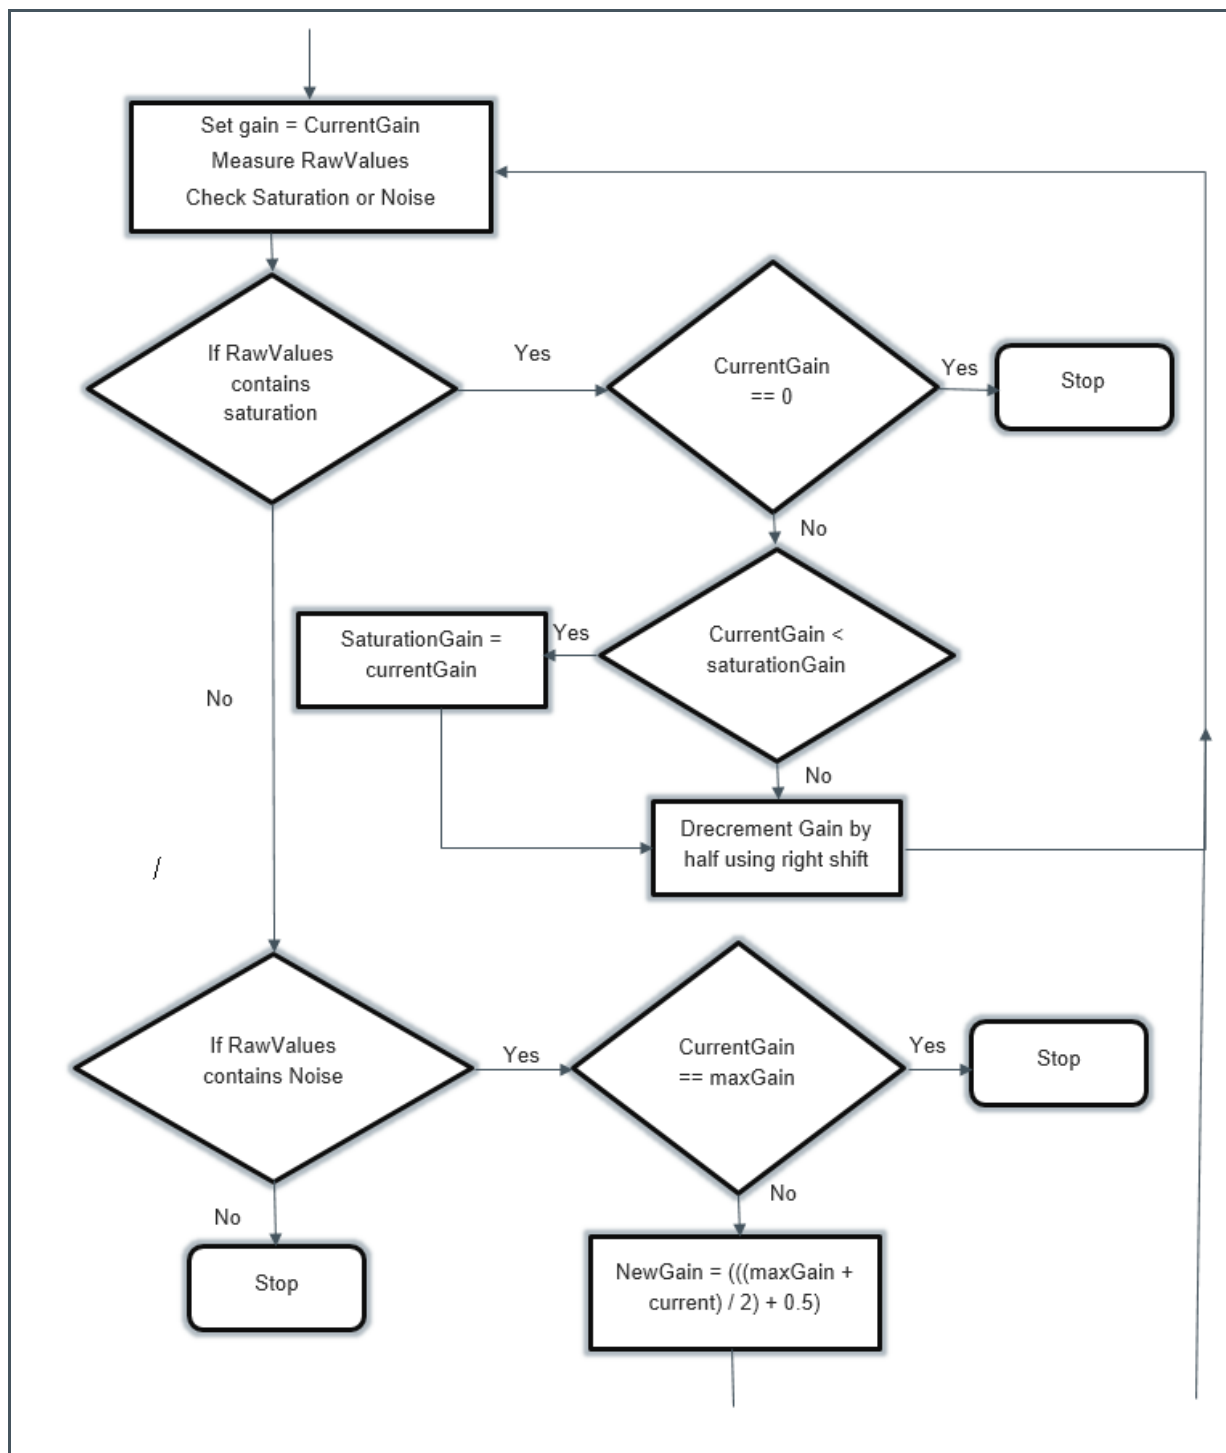 Set gain = CurrentGain
Measure RawValues
Check Saturation or Noise
If RawValues
contains
saturation
Yes
CurrentGain
== 0
Yes
Stop
No
CurrentGain <
saturationGain
Yes
SaturationGain =
currentGain
No
No
Drecrement Gain by
half using right shift
/
If RawValues
contains Noise
Yes
CurrentGain
== maxGain
Yes
Stop
No
Stop
No
NewGain = (((maxGain +
current) / 2) + 0.5)